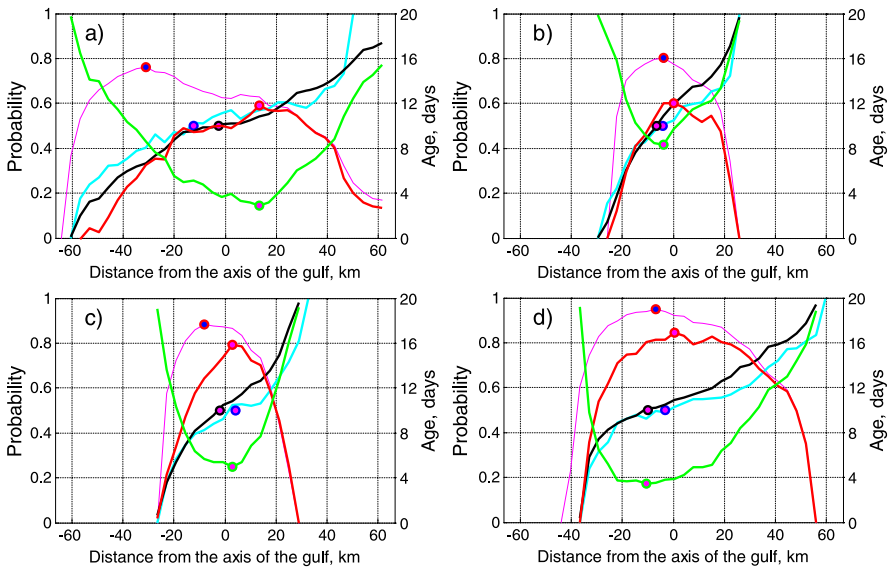 1 20
a)
0.8 16
0.6 12
0.4 8
0.2 4
0 0
-60 -40 -20 0 20 40 60
Probability
Age, days
Distance from the axis of the gulf, km
1 20
b)
0.8 16
0.6 12
0.4 8
0.2 4
0 0
-60 -40 -20 0 20 40 60
Probability
Age, days
Distance from the axis of the gulf, km
1 20
c)
0.8 16
0.6 12
0.4 8
0.2 4
0 0
-60 -40 -20 0 20 40 60
Probability
Age, days
Distance from the axis of the gulf, km
1 20
d)
0.8 16
0.6 12
0.4 8
0.2 4
0 0
-60 -40 -20 0 20 40 60
Probability
Age, days
Distance from the axis of the gulf, km